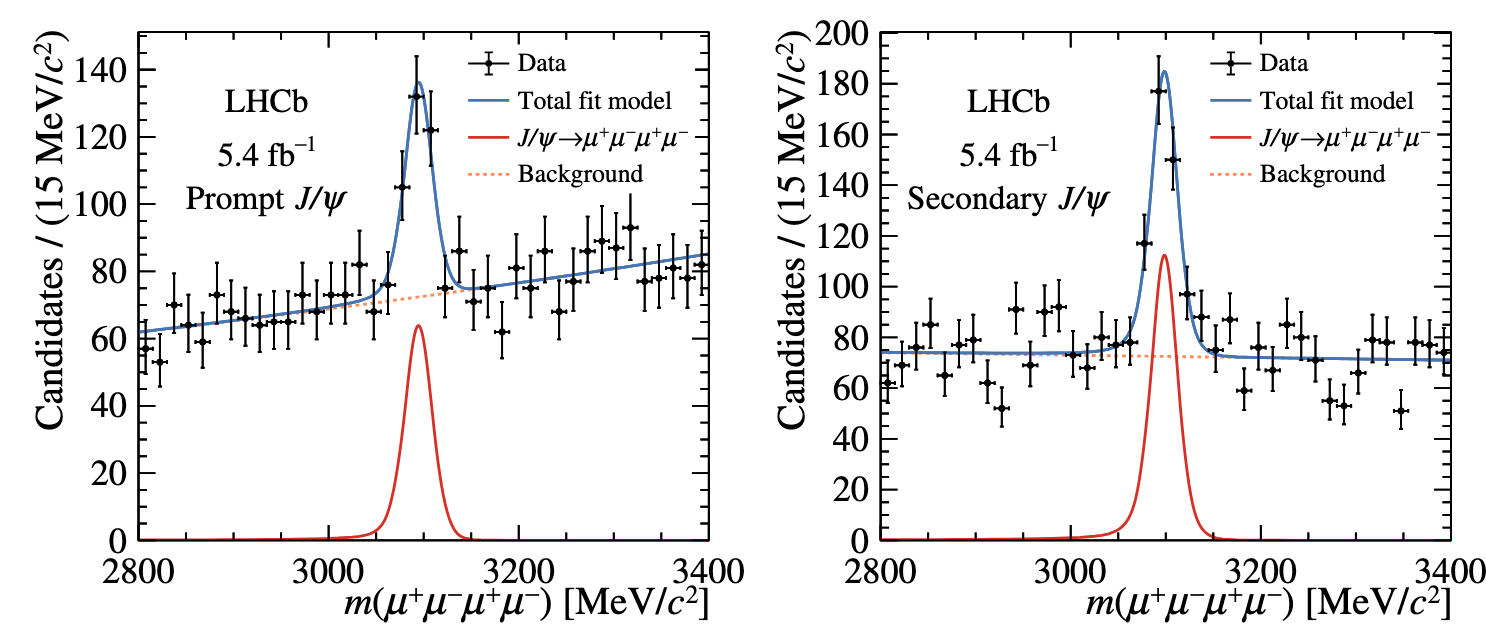 Candidates / (15 MeV/c²)
140
120
100
80
60
40
20
0
LHCb
5.4 fb⁻¹
Prompt J/ψ
Data
Total fit model
J/ψ→μ⁺μ⁻μ⁺μ⁻
Background
2800 3000 3200 3400
m(μ⁺μ⁻μ⁺μ⁻) [MeV/c²]
Candidates / (15 MeV/c²)
200
180
160
140
120
100
80
60
40
20
0
LHCb
5.4 fb⁻¹
Secondary J/ψ
Data
Total fit model
J/ψ→μ⁺μ⁻μ⁺μ⁻
Background
2800 3000 3200 3400
m(μ⁺μ⁻μ⁺μ⁻) [MeV/c²]